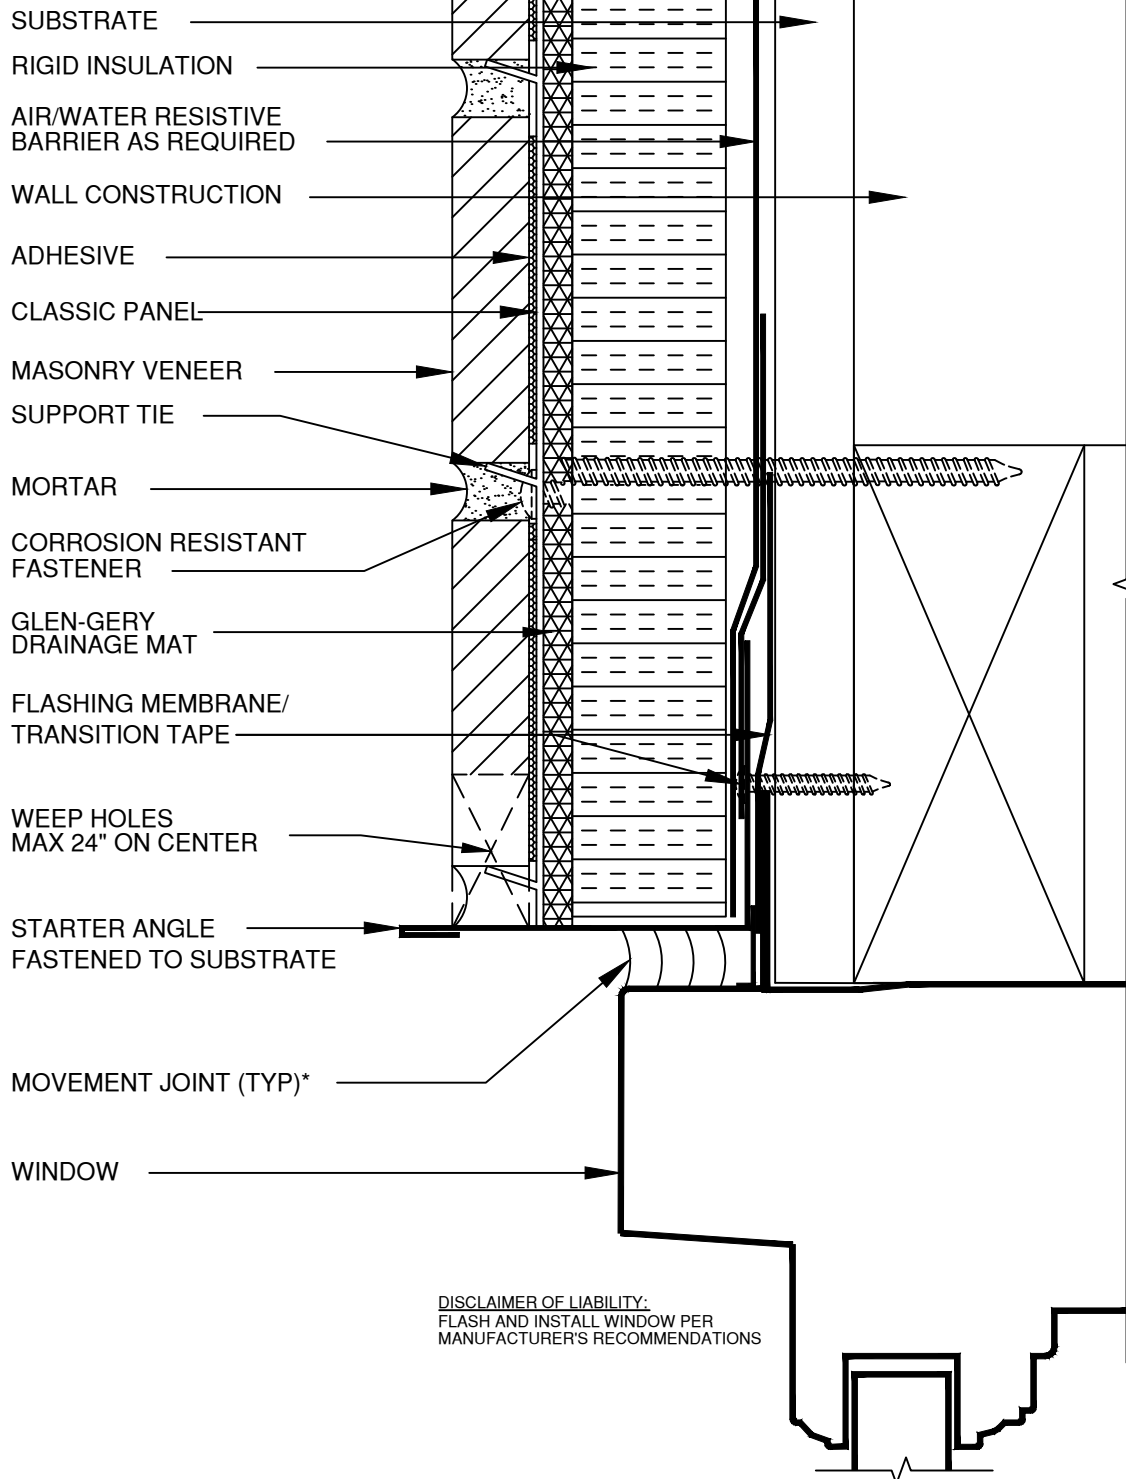 SUBSTRATE
RIGID INSULATION
AIR/WATER RESISTIVE
BARRIER AS REQUIRED
WALL CONSTRUCTION
ADHESIVE
CLASSIC PANEL
MASONRY VENEER
SUPPORT TIE
MORTAR
CORROSION RESISTANT
FASTENER
GLEN-GERY
DRAINAGE MAT
FLASHING MEMBRANE/
TRANSITION TAPE
WEEP HOLES
MAX 24" ON CENTER
STARTER ANGLE
FASTENED TO SUBSTRATE
MOVEMENT JOINT (TYP)*
WINDOW
DISCLAIMER OF LIABILITY:
FLASH AND INSTALL WINDOW PER
MANUFACTURER'S RECOMMENDATIONS